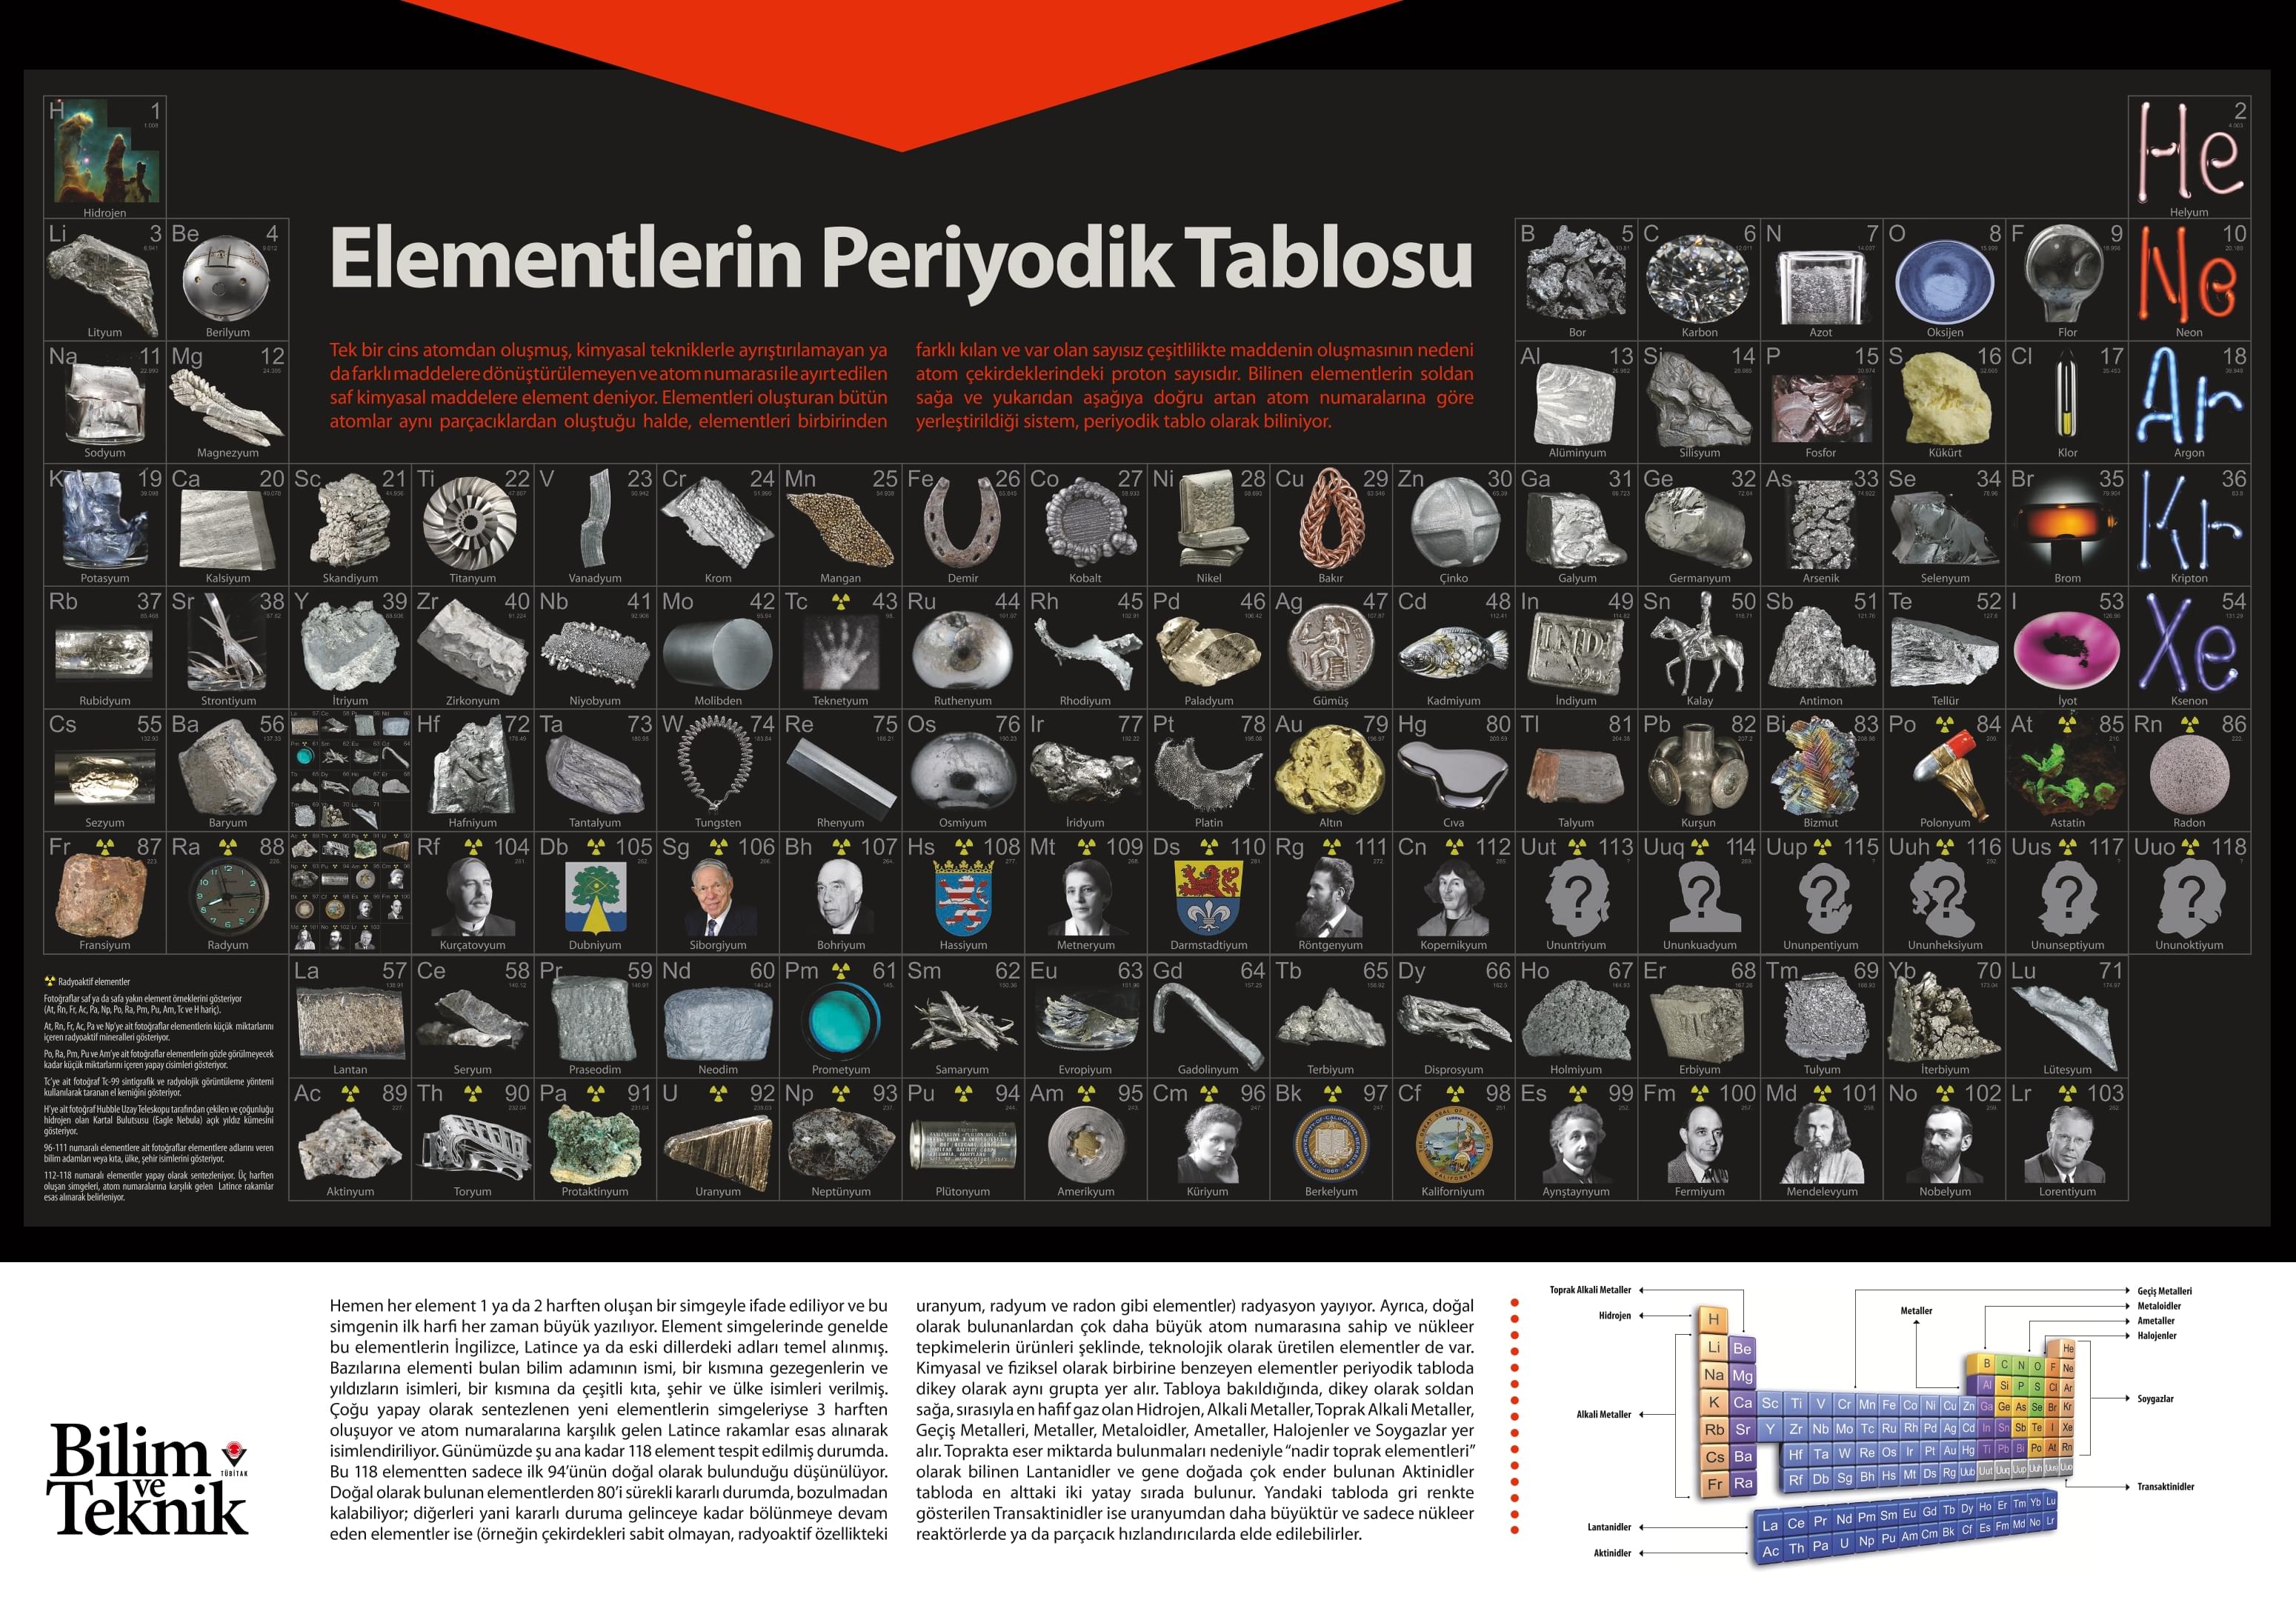 H 1
Hidrojen
He 2
Helyum
Elementlerin Periyodik Tablosu
Li 3 Be 4 B 5 C 6 N 7 O 8 F 9 Ne 10
Lityum Berilyum Bor Karbon Azot Oksijen Flor Neon
Tek bir cins atomdan oluşmuş, kimyasal tekniklerle ayrıştırılamayan ya
da farklı maddelere dönüştürülemeyen ve atom numarası ile ayırt edilen
saf kimyasal maddelere element deniyor. Elementleri oluşturan bütün
atomlar aynı parçacıklardan oluştuğu halde, elementleri birbirinden
farklı kılan ve var olan sayısız çeşitlilikte maddenin oluşmasının nedeni
atom çekirdeklerindeki proton sayısıdır. Bilinen elementlerin soldan
sağa ve yukarıdan aşağıya doğru artan atom numaralarına göre
yerleştirildiği sistem, periyodik tablo olarak biliniyor.
Na 11 Mg 12 Al 13 Si 14 P 15 S 16 Cl 17 Ar 18
Sodyum Magnezyum Alüminyum Silisyum Fosfor Kükürt Klor Argon
K 19 Ca 20 Sc 21 Ti 22 V 23 Cr 24 Mn 25 Fe 26 Co 27 Ni 28 Cu 29 Zn 30 Ga 31 Ge 32 As 33 Se 34 Br 35 Kr 36
Potasyum Kalsiyum Skandiyum Titanyum Vanadyum Krom Mangan Demir Kobalt Nikel Bakır Çinko Galyum Germanyum Arsenik Selenyum Brom Kripton
Rb 37 Sr 38 Y 39 Zr 40 Nb 41 Mo 42 Tc 43 Ru 44 Rh 45 Pd 46 Ag 47 Cd 48 In 49 Sn 50 Sb 51 Te 52 I 53 Xe 54
Rubidyum Strontiyum İtriyum Zirkonyum Niyobyum Molibden Teknetyum Ruthenyum Rhodiyum Paladyum Gümüş Kadmiyum İndiyum Kalay Antimon Tellür İyot Ksenon
Cs 55 Ba 56 Hf 72 Ta 73 W 74 Re 75 Os 76 Ir 77 Pt 78 Au 79 Hg 80 Tl 81 Pb 82 Bi 83 Po 84 At 85 Rn 86
Sezyum Baryum Hafniyum Tantalyum Tungsten Rhenyum Osmiyum İridyum Platin Altın Cıva Talyum Kurşun Bizmut Polonyum Astatin Radon
Fr 87 Ra 88 Rf 104 Db 105 Sg 106 Bh 107 Hs 108 Mt 109 Ds 110 Rg 111 Cn 112 Uut 113 Uuq 114 Uup 115 Uuh 116 Uus 117 Uuo 118
Fransiyum Radyum Kurçatovyum Dubniyum Siborgiyum Bohriyum Hassiyum Metneryum Darmstadtiyum Röntgenyum Kopernikyum Ununtriyum Ununkuadyum Ununpentiyum Ununheksiyum Ununseptiyum Ununoktiyum
La 57 Ce 58 Pr 59 Nd 60 Pm 61 Sm 62 Eu 63 Gd 64 Tb 65 Dy 66 Ho 67 Er 68 Tm 69 Yb 70 Lu 71
Lantan Seryum Praseodim Neodim Prometyum Samaryum Evropiyum Gadolinyum Terbiyum Disprosyum Holmiyum Erbiyum Tulyum İterbiyum Lütesyum
Ac 89 Th 90 Pa 91 U 92 Np 93 Pu 94 Am 95 Cm 96 Bk 97 Cf 98 Es 99 Fm 100 Md 101 No 102 Lr 103
Aktinyum Toryum Protaktinyum Uranyum Neptünyum Plütonyum Amerikyum Küriyum Berkelyum Kaliforniyum Aynştaynyum Fermiyum Mendelevyum Nobelyum Lorentiyum
Radyoaktif elementler
Fotoğraflar saf ya da safa yakın element örneklerini gösteriyor
(At, Rn, Fr, Ac, Pa, Np, Po, Ra, Pm, Pu, Am, Tc ve H hariç).
At, Rn, Fr, Ac, Pa ve Np'ye ait fotoğraflar elementlerin küçük miktarlarını
içeren radyoaktif mineralleri gösteriyor.
Po, Ra, Pm, Pu ve Am'ye ait fotoğraflar elementlerin gözle görülmeyecek
kadar küçük miktarlarını içeren yapay cisimleri gösteriyor.
Tc'ye ait fotoğraf Tc-99 sintigrafik ve radyolojik görüntüleme yöntemi
kullanılarak taranan el kemiğini gösteriyor.
H'ye ait fotoğraf Hubble Uzay Teleskopu tarafından çekilen ve çoğunluğu
hidrojen olan Kartal Bulutsusu (Eagle Nebula) açık yıldız kümesini
gösteriyor.
96-111 numaralı elementlere ait fotoğraflar elementlere adlarını veren
bilim adamları veya kıta, ülke, şehir isimlerini gösteriyor.
112-118 numaralı elementler yapay olarak sentezleniyor. Üç harften
oluşan simgeleri, atom numaralarına karşılık gelen Latince rakamlar
esas alınarak belirleniyor.
Bilim
ve
Teknik
TÜBİTAK
Hemen her element 1 ya da 2 harften oluşan bir simgeyle ifade ediliyor ve bu
simgenin ilk harfi her zaman büyük yazılıyor. Element simgelerinde genelde
bu elementlerin İngilizce, Latince ya da eski dillerdeki adları temel alınmış.
Bazılarına elementi bulan bilim adamının ismi, bir kısmına gezegenlerin ve
yıldızların isimleri, bir kısmına da çeşitli kıta, şehir ve ülke isimleri verilmiş.
Çoğu yapay olarak sentezlenen yeni elementlerin simgeleriyse 3 harften
oluşuyor ve atom numaralarına karşılık gelen Latince rakamlar esas alınarak
isimlendiriliyor. Günümüzde şu ana kadar 118 element tespit edilmiş durumda.
Bu 118 elementten sadece ilk 94'ünün doğal olarak bulunduğu düşünülüyor.
Doğal olarak bulunan elementlerden 80'i sürekli kararlı durumda, bozulmadan
kalabiliyor; diğerleri yani kararlı duruma gelinceye kadar bölünmeye devam
eden elementler ise (örneğin çekirdekleri sabit olmayan, radyoaktif özellikteki
uranyum, radyum ve radon gibi elementler) radyasyon yayıyor. Ayrıca, doğal
olarak bulunanlardan çok daha büyük atom numarasına sahip ve nükleer
tepkimelerin ürünleri şeklinde, teknolojik olarak üretilen elementler de var.
Kimyasal ve fiziksel olarak birbirine benzeyen elementler periyodik tabloda
dikey olarak aynı grupta yer alır. Tabloya bakıldığında, dikey olarak soldan
sağa, sırasıyla en hafif gaz olan Hidrojen, Alkali Metaller, Toprak Alkali Metaller,
Geçiş Metalleri, Metaller, Metaloidler, Ametaller, Halojenler ve Soygazlar yer
alır. Toprakta eser miktarda bulunmaları nedeniyle “nadir toprak elementleri”
olarak bilinen Lantanidler ve gene doğada çok ender bulunan Aktinidler
tabloda en alttaki iki yatay sırada bulunur. Yandaki tabloda gri renkte
gösterilen Transaktinidler ise uranyumdan daha büyüktür ve sadece nükleer
reaktörlerde ya da parçacık hızlandırıcılarda elde edilebilirler.
Toprak Alkali Metaller
Hidrojen
Alkali Metaller
Lantanidler
Aktinidler
Metaller
Geçiş Metalleri
Metaloidler
Ametaller
Halojenler
Soygazlar
Transaktinidler
H He
Li Be B C N O F Ne
Na Mg Al Si P S Cl Ar
K Ca Sc Ti V Cr Mn Fe Co Ni Cu Zn Ga Ge As Se Br Kr
Rb Sr Y Zr Nb Mo Tc Ru Rh Pd Ag Cd In Sn Sb Te I Xe
Cs Ba Hf Ta W Re Os Ir Pt Au Hg Ti Pb Bi Po At Rn
Fr Ra Rf Db Sg Bh Hs Mt Ds Rg Uub Uut Uuq Uup Uuh Uus Uuo
La Ce Pr Nd Pm Sm Eu Gd Tb Dy Ho Er Tm Yb Lu
Ac Th Pa U Np Pu Am Cm Bk Cf Es Fm Md No Lr